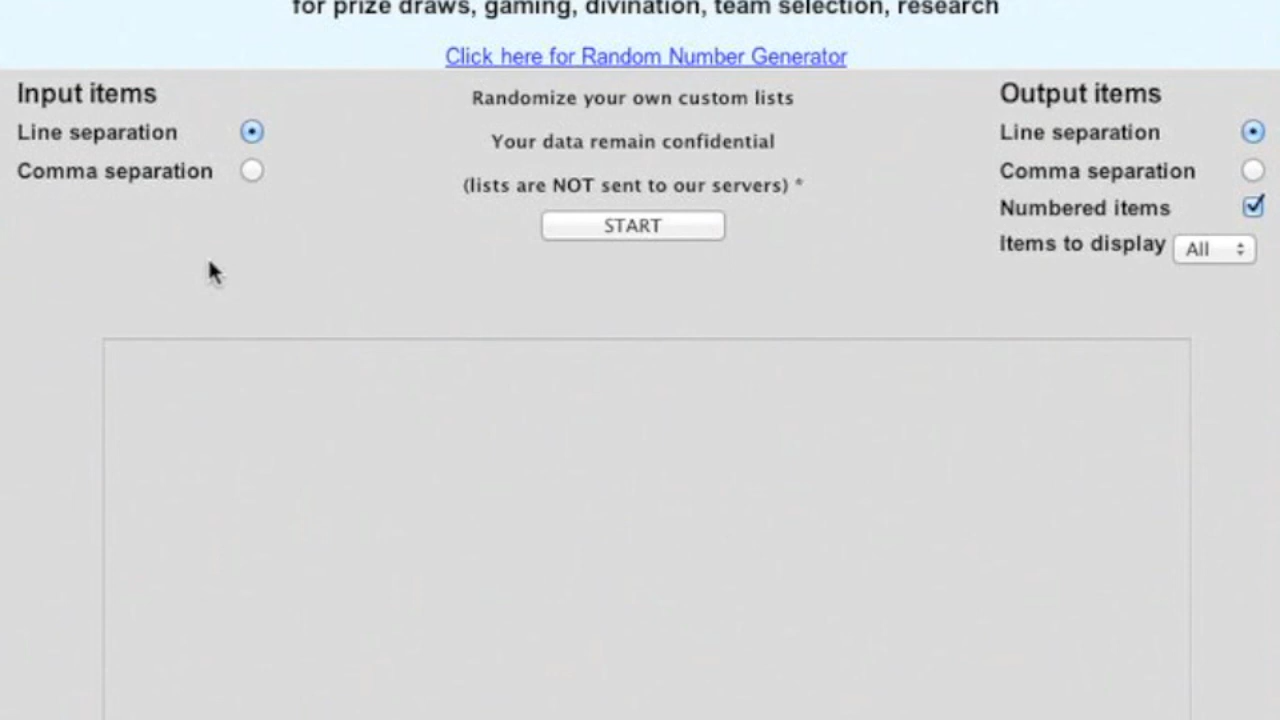 for prize draws, gaming, divination, team selection, research
Click here for Random Number Generator
Input items
Line separation
Comma separation
Randomize your own custom lists
Your data remain confidential
(lists are NOT sent to our servers) *
START
Output items
Line separation
Comma separation
Numbered items
Items to display All